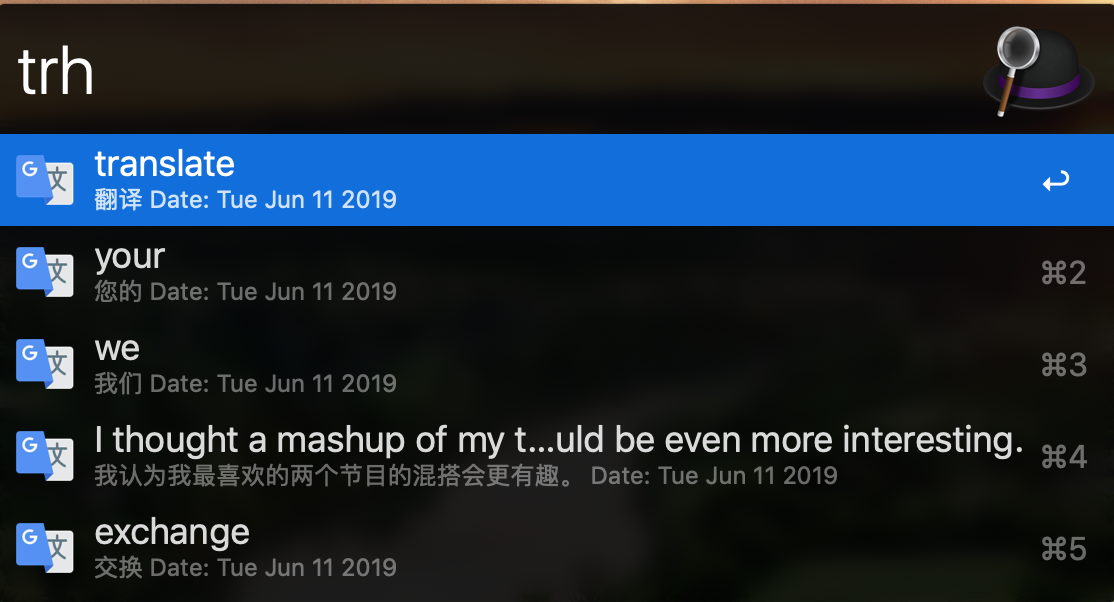 trh
translate
翻译 Date: Tue Jun 11 2019
your
您的 Date: Tue Jun 11 2019
⌘2
we
我们 Date: Tue Jun 11 2019
⌘3
I thought a mashup of my t...uld be even more interesting.
我认为我最喜欢的两个节目的混搭会更有趣。 Date: Tue Jun 11 2019
⌘4
exchange
交换 Date: Tue Jun 11 2019
⌘5